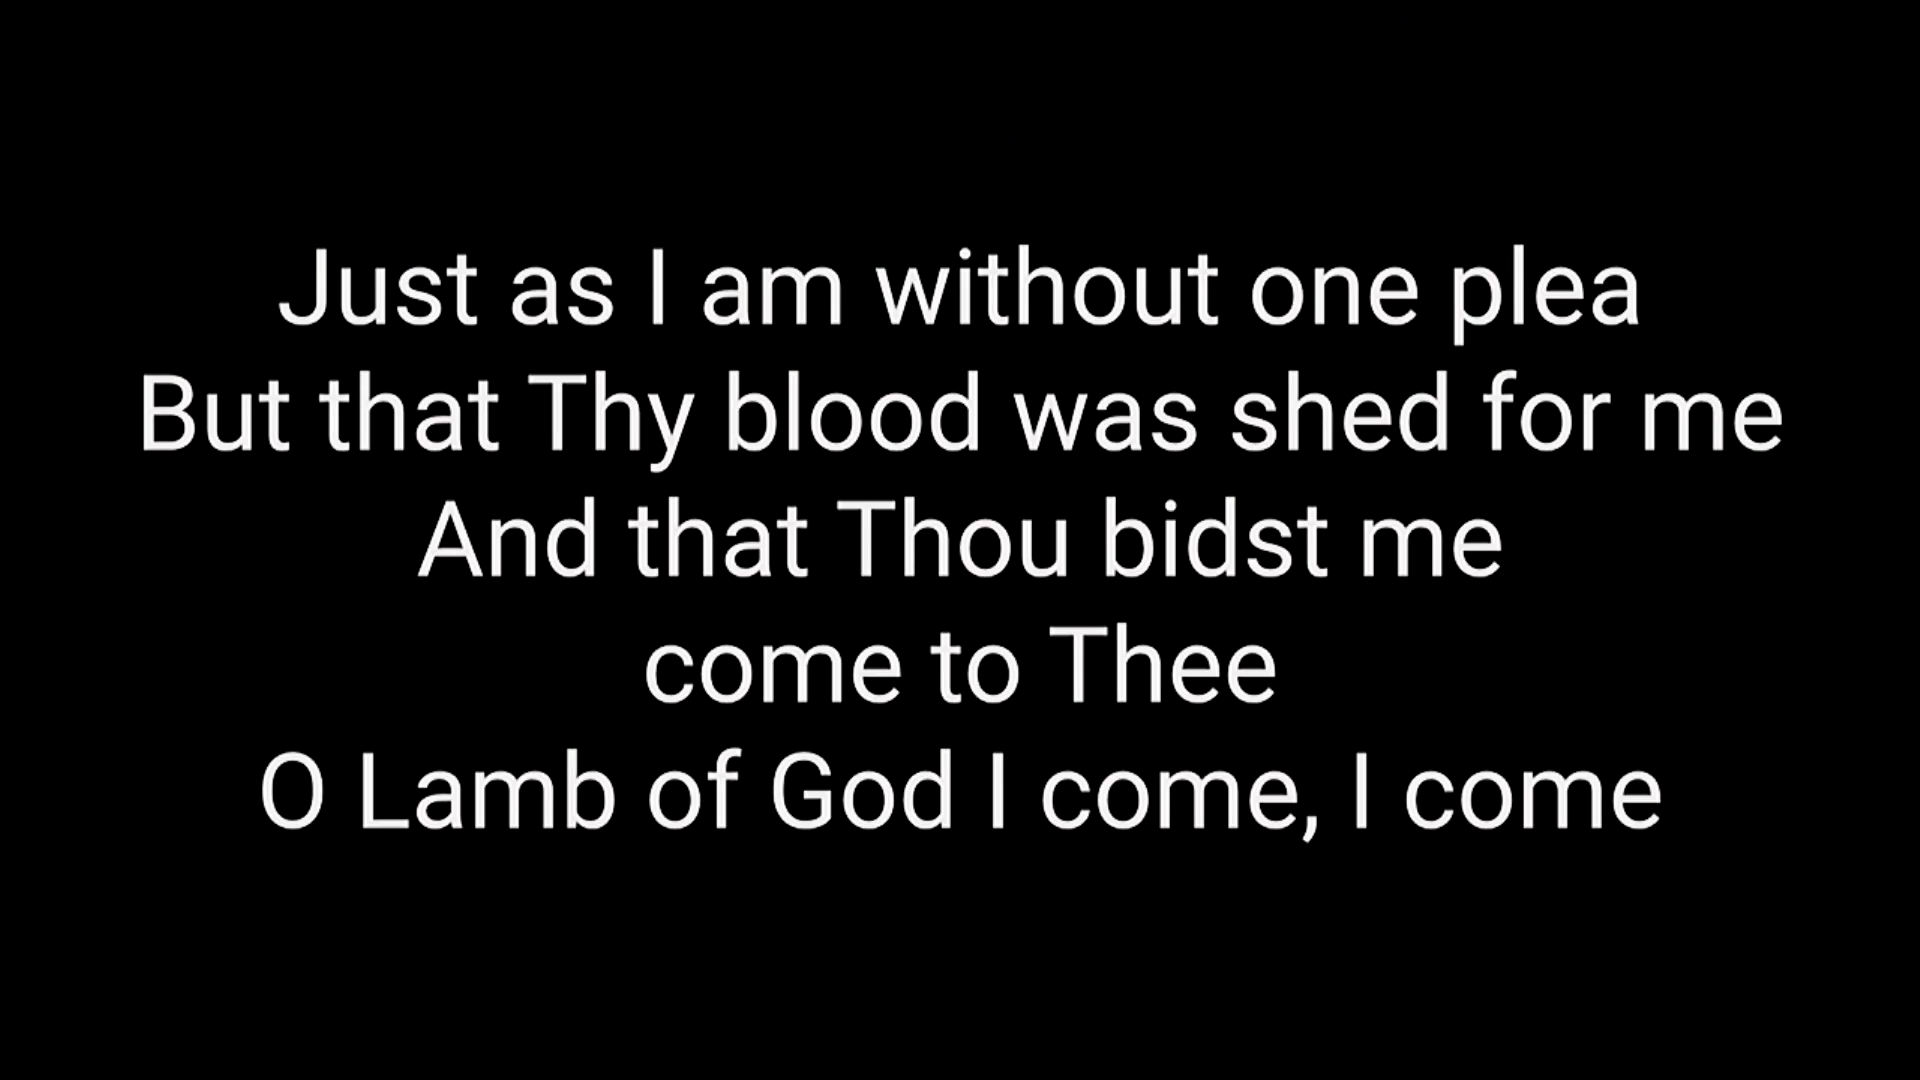 Just as I am without one plea
But that Thy blood was shed for me
And that Thou bidst me
come to Thee
O Lamb of God I come, I come